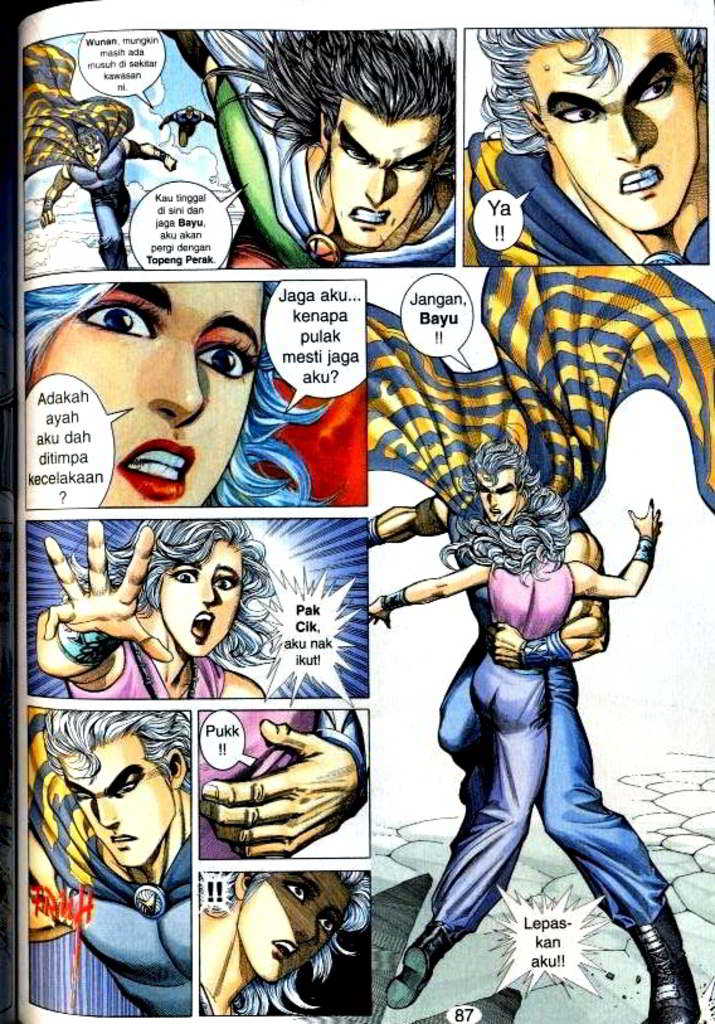 Wunan, mungkin
masih ada
musuh di sekitar
kawasan
ni.
Kau tinggal
di sini dan
jaga Bayu,
aku akan
pergi dengan
Topeng Perak.
Ya
!!
Jaga aku...
kenapa
pulak
mesti jaga
aku?
Adakah
ayah
aku dah
ditimpa
kecelakaan
?
Jangan,
Bayu
!!
Pak
Cik,
aku nak
ikut!
Pukk
!!
!!
Lepas-
kan
aku!!
87